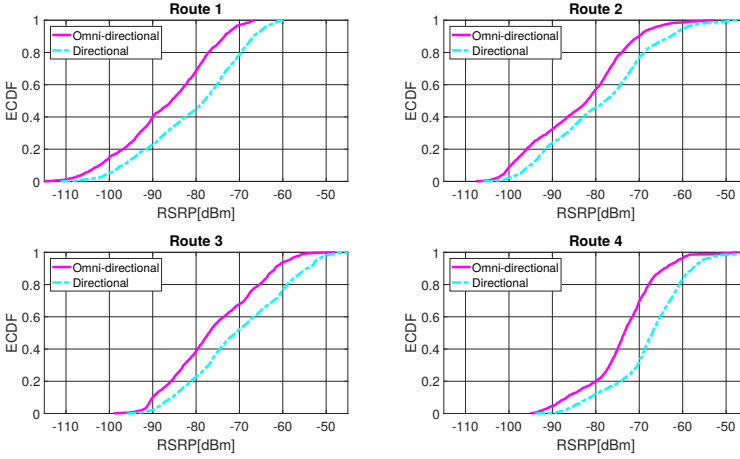 Route 1
Omni-directional
Directional
ECDF
1
0.8
0.6
0.4
0.2
0
-110 -100 -90 -80 -70 -60 -50
RSRP[dBm]
Route 2
Omni-directional
Directional
ECDF
1
0.8
0.6
0.4
0.2
0
-110 -100 -90 -80 -70 -60 -50
RSRP[dBm]
Route 3
Omni-directional
Directional
ECDF
1
0.8
0.6
0.4
0.2
0
-110 -100 -90 -80 -70 -60 -50
RSRP[dBm]
Route 4
Omni-directional
Directional
ECDF
1
0.8
0.6
0.4
0.2
0
-110 -100 -90 -80 -70 -60 -50
RSRP[dBm]